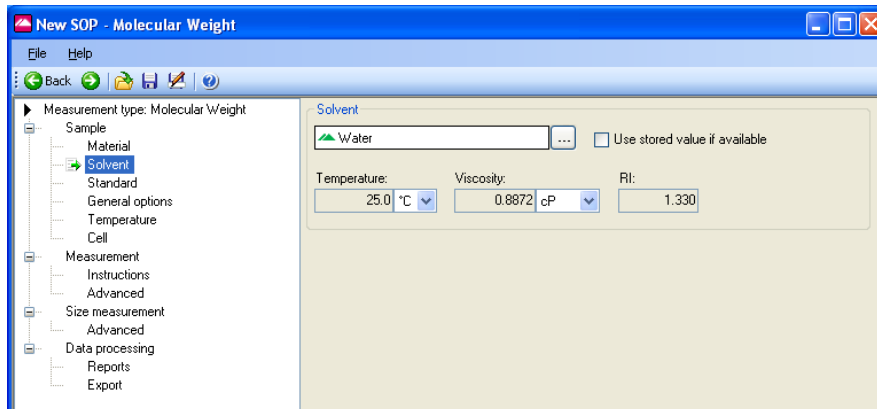 New SOP - Molecular Weight
File Help
Back
Measurement type: Molecular Weight
Sample
Material
Solvent
Standard
General options
Temperature
Cell
Measurement
Instructions
Advanced
Size measurement
Advanced
Data processing
Reports
Export
Solvent
Water ... Use stored value if available
Temperature: Viscosity: RI:
25.0 °C 0.8872 cP 1.330